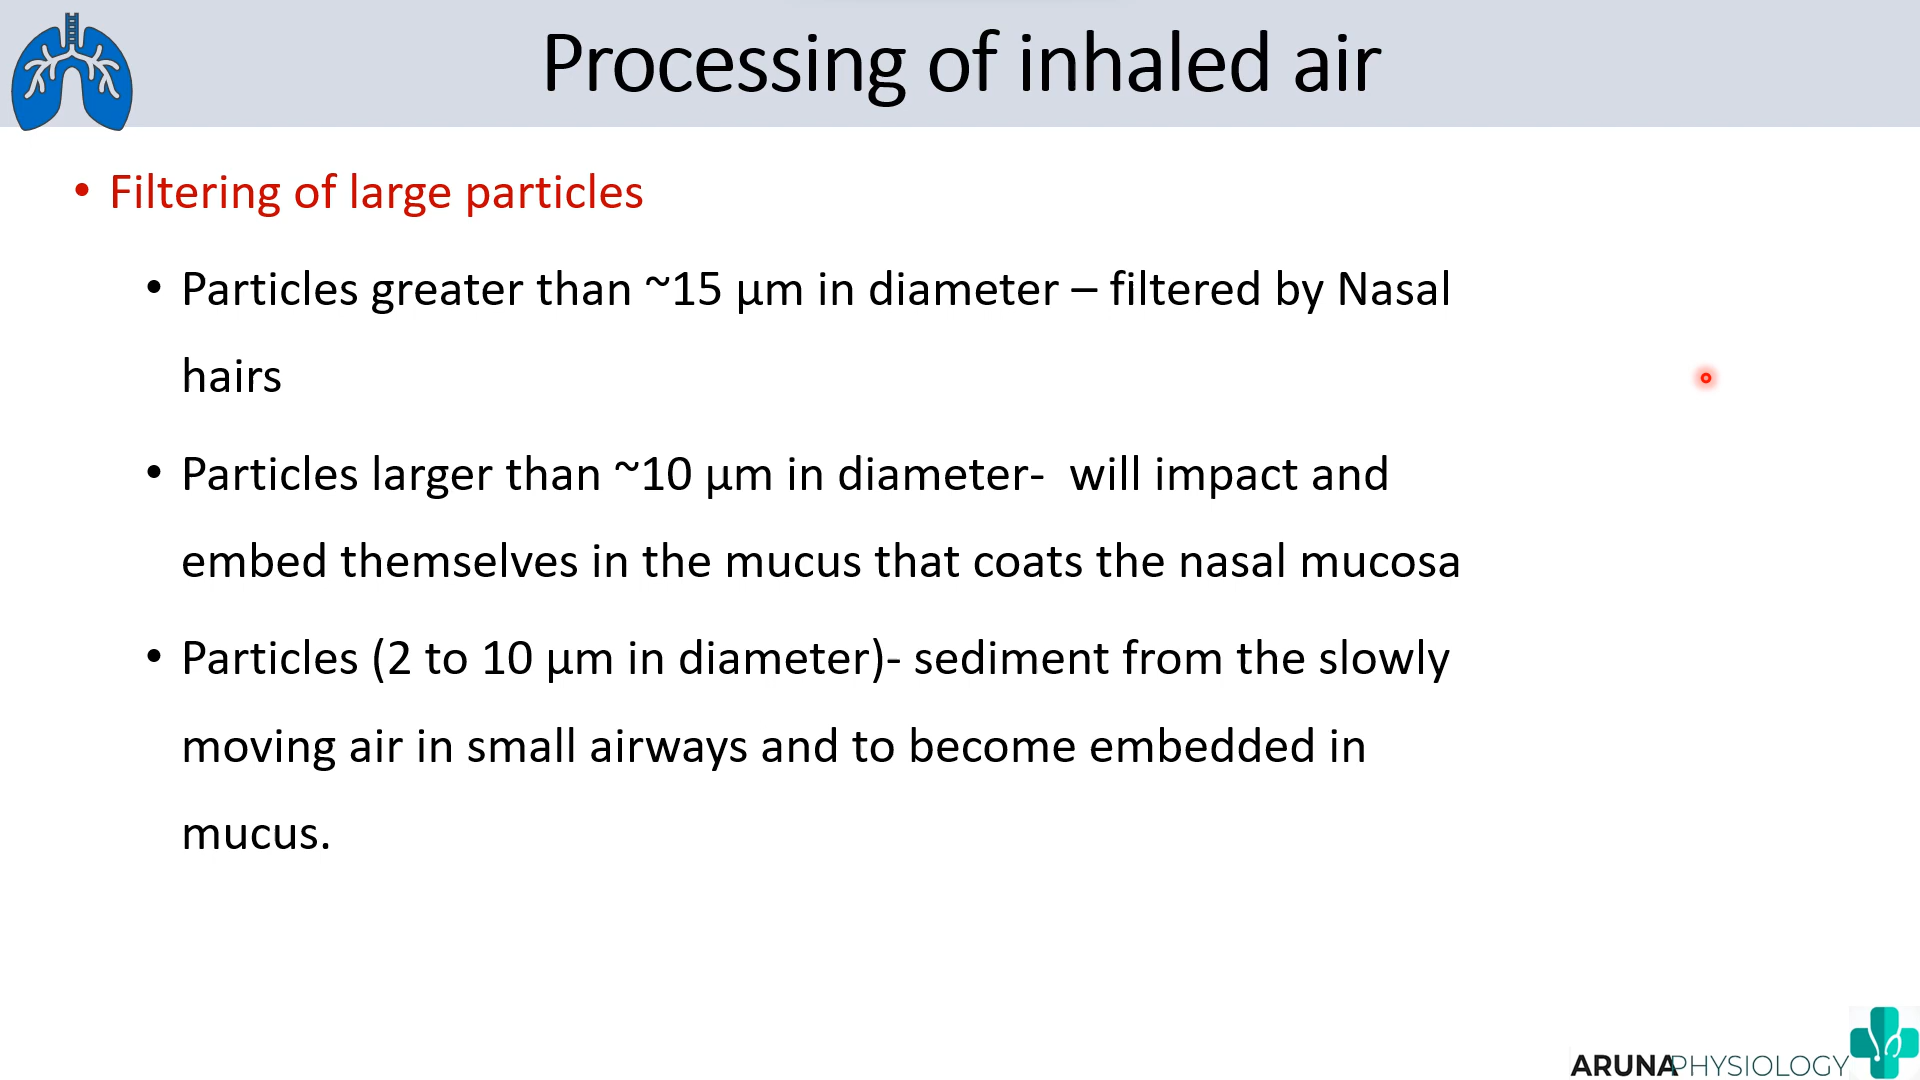 Processing of inhaled air
• Filtering of large particles
• Particles greater than ~15 µm in diameter – filtered by Nasal
hairs
• Particles larger than ~10 µm in diameter-  will impact and
embed themselves in the mucus that coats the nasal mucosa
• Particles (2 to 10 µm in diameter)- sediment from the slowly
moving air in small airways and to become embedded in
mucus.
ARUNAPHYSIOLOGY